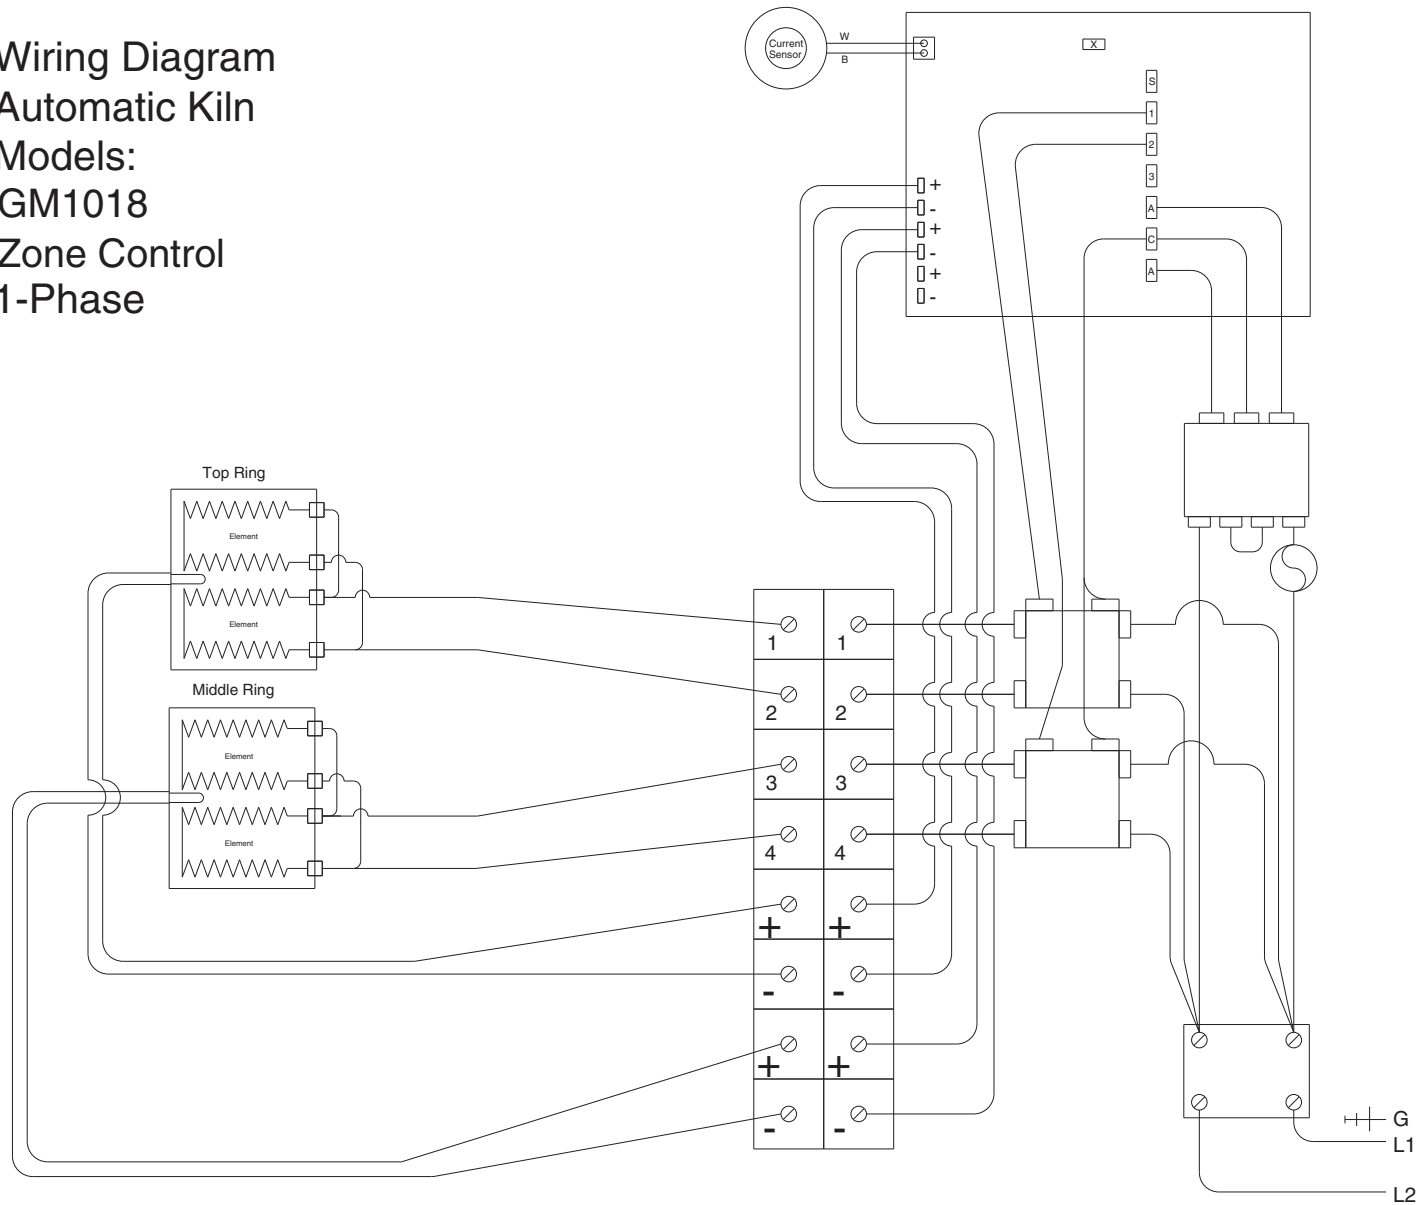 Wiring Diagram
Automatic Kiln
Models:
GM1018
Zone Control
1-Phase
Current
Sensor
W
B
X
S
1
2
3
A
C
A
+
-
+
-
+
-
Top Ring
Element
Element
Middle Ring
Element
Element
1 1
2 2
3 3
4 4
+ +
- -
+ +
- -
G
L1
L2